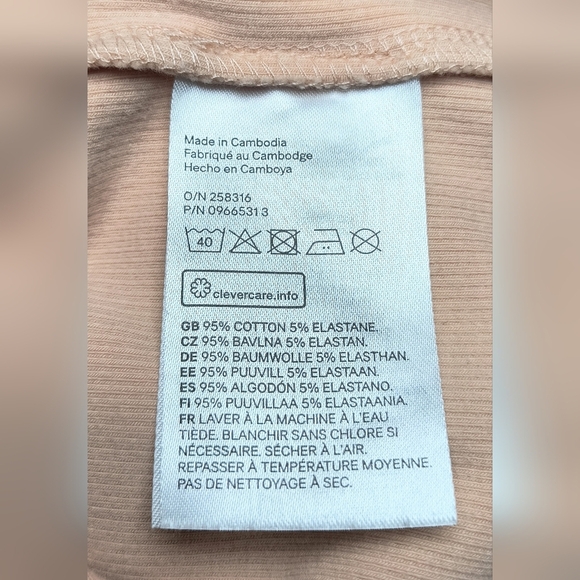 Made in Cambodia
Fabriqué au Cambodge
Hecho en Camboya
O/N 258316
P/N 0966531 3
40
clevercare.info
GB 95% COTTON 5% ELASTANE.
CZ 95% BAVLNA 5% ELASTAN.
DE 95% BAUMWOLLE 5% ELASTHAN.
EE 95% PUUVILL 5% ELASTAAN.
ES 95% ALGODÓN 5% ELASTANO.
FI 95% PUUVILLAA 5% ELASTAANIA.
FR LAVER À LA MACHINE À L'EAU
TIÈDE. BLANCHIR SANS CHLORE SI
NÉCESSAIRE. SÉCHER À L'AIR.
REPASSER À TEMPÉRATURE MOYENNE.
PAS DE NETTOYAGE À SEC.